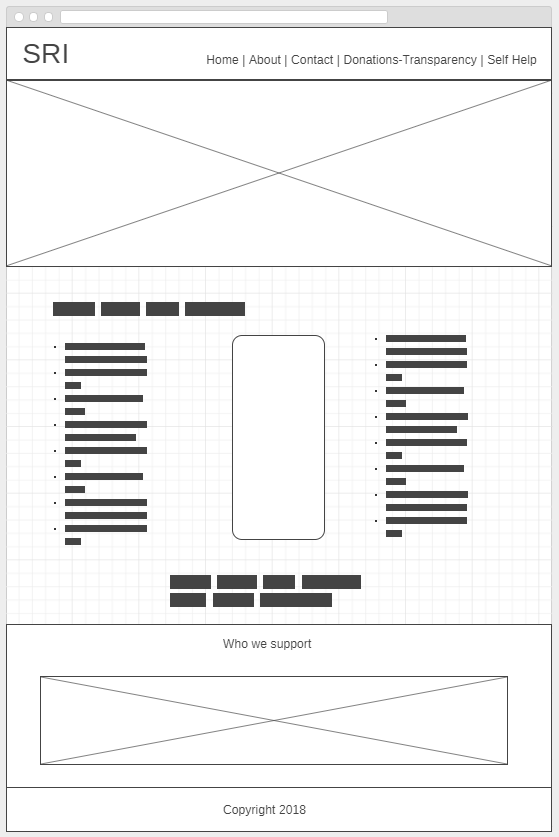 SRI
Home | About | Contact | Donations-Transparency | Self Help
Who we support
Copyright 2018